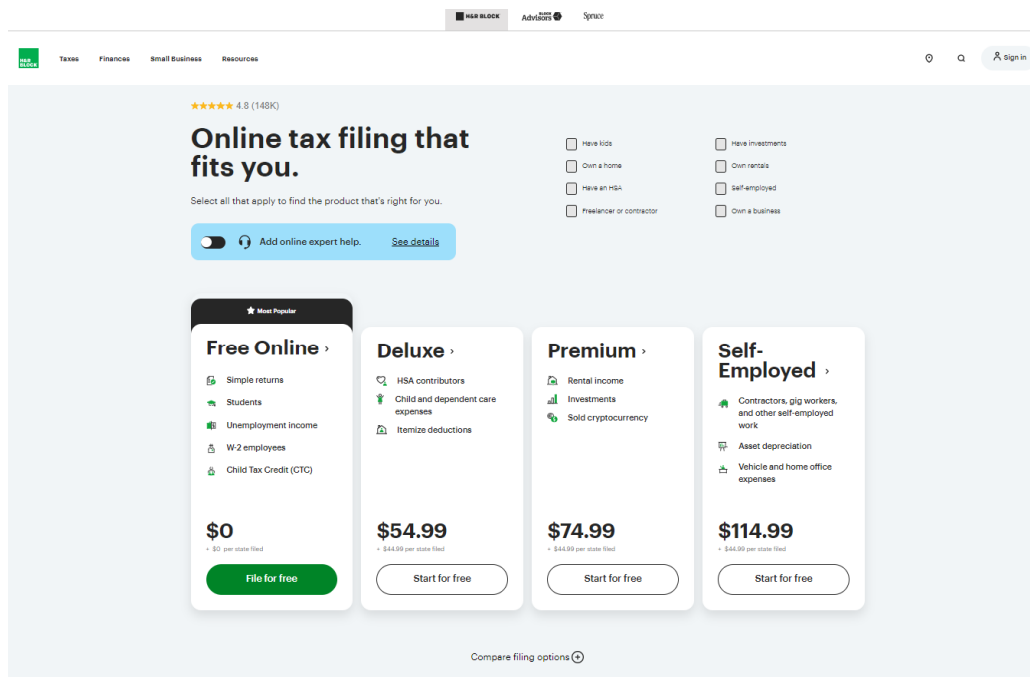 H&R BLOCK
BLOCK
Advisors
Spruce
H&R
BLOCK
Taxes Finances Small Business Resources Sign in
4.8 (148K)
Online tax filing that
fits you.
Select all that apply to find the product that's right for you.
Add online expert help. See details
Have kids Have investments
Own a home Own rentals
Have an HSA Self-employed
Freelancer or contractor Own a business
Most Popular
Free Online ›
Simple returns
Students
Unemployment income
W-2 employees
Child Tax Credit (CTC)
$0
+ $0 per state filed
File for free
Deluxe ›
HSA contributors
Child and dependent care
expenses
Itemize deductions
$54.99
+ $44.99 per state filed
Start for free
Premium ›
Rental income
Investments
Sold cryptocurrency
$74.99
+ $44.99 per state filed
Start for free
Self-
Employed ›
Contractors, gig workers,
and other self-employed
work
Asset depreciation
Vehicle and home office
expenses
$114.99
+ $44.99 per state filed
Start for free
Compare filing options